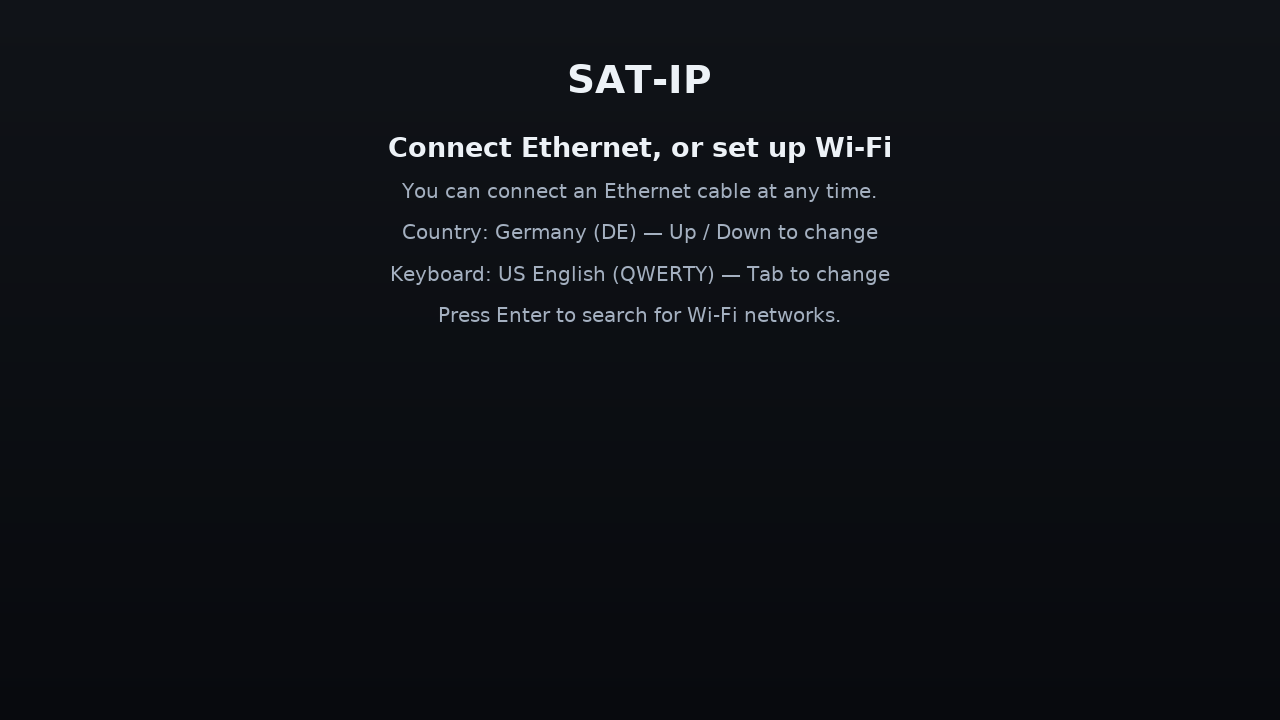 SAT-IP
Connect Ethernet, or set up Wi-Fi
You can connect an Ethernet cable at any time.
Country: Germany (DE) — Up / Down to change
Keyboard: US English (QWERTY) — Tab to change
Press Enter to search for Wi-Fi networks.